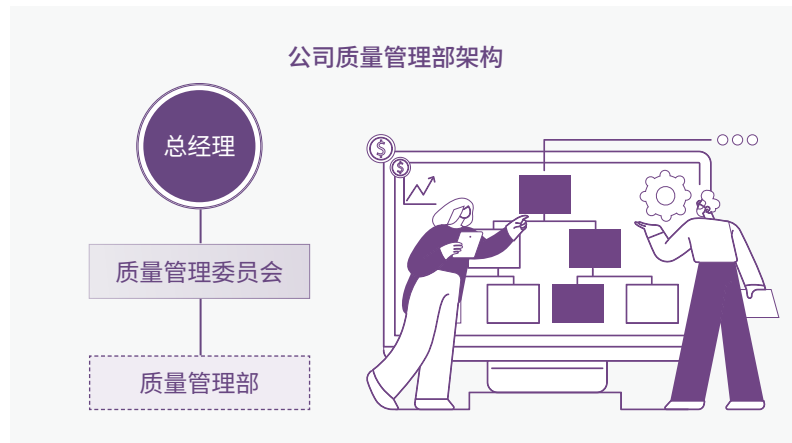 公司质量管理部架构
总经理
质量管理委员会
质量管理部
$
$